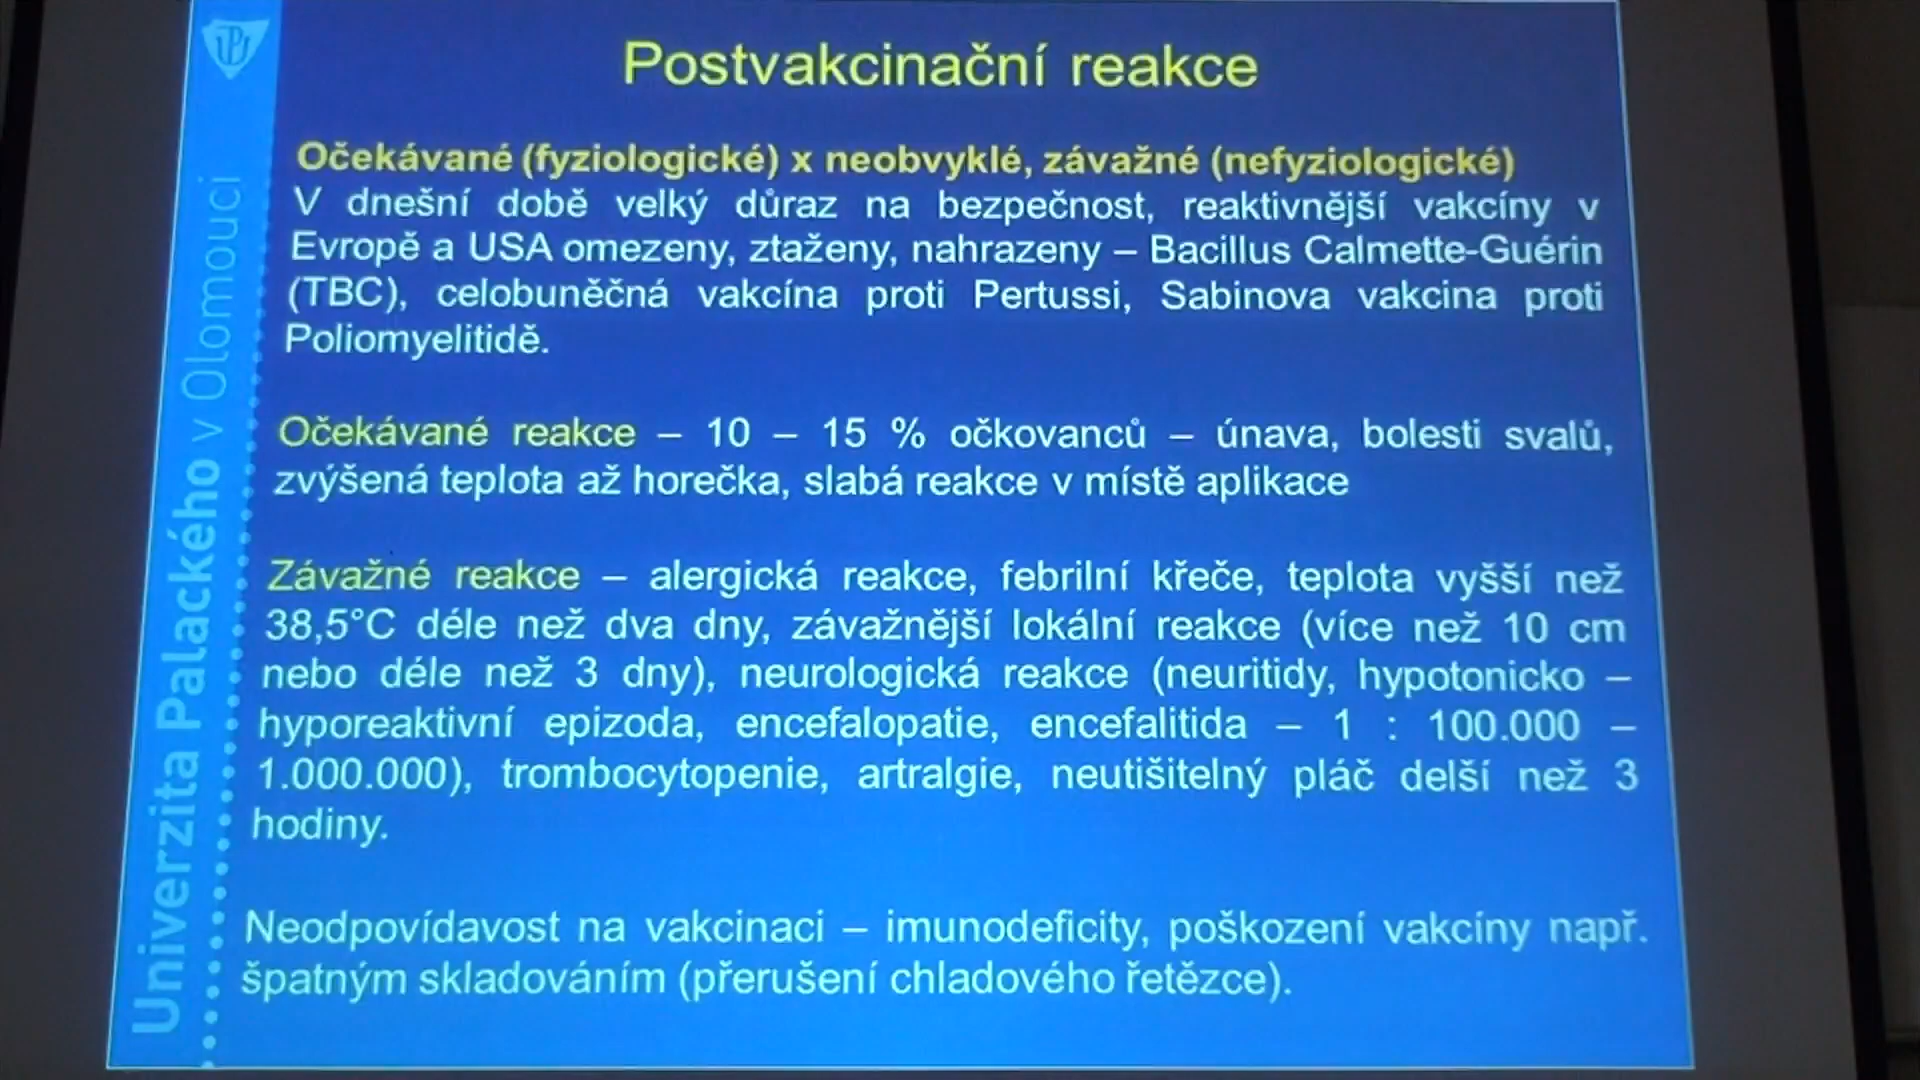 Postvakcinační reakce
Očekávané (fyziologické) x neobvyklé, závažné (nefyziologické)
V dnešní době velký důraz na bezpečnost, reaktivnější vakcíny v
Evropě a USA omezeny, ztaženy, nahrazeny – Bacillus Calmette-Guérin
(TBC), celobuněčná vakcína proti Pertussi, Sabinova vakcina proti
Poliomyelitidě.
Očekávané reakce – 10 – 15 % očkovanců – únava, bolesti svalů,
zvýšená teplota až horečka, slabá reakce v místě aplikace
Závažné reakce – alergická reakce, febrilní křeče, teplota vyšší než
38,5°C déle než dva dny, závažnější lokální reakce (více než 10 cm
nebo déle než 3 dny), neurologická reakce (neuritidy, hypotonicko –
hyporeaktivní epizoda, encefalopatie, encefalitida – 1 : 100.000 –
1.000.000), trombocytopenie, artralgie, neutišitelný pláč delší než 3
hodiny.
Neodpovídavost na vakcinaci – imunodeficity, poškození vakcíny např.
špatným skladováním (přerušení chladového řetězce).
Univerzita Palackého v Olomouci